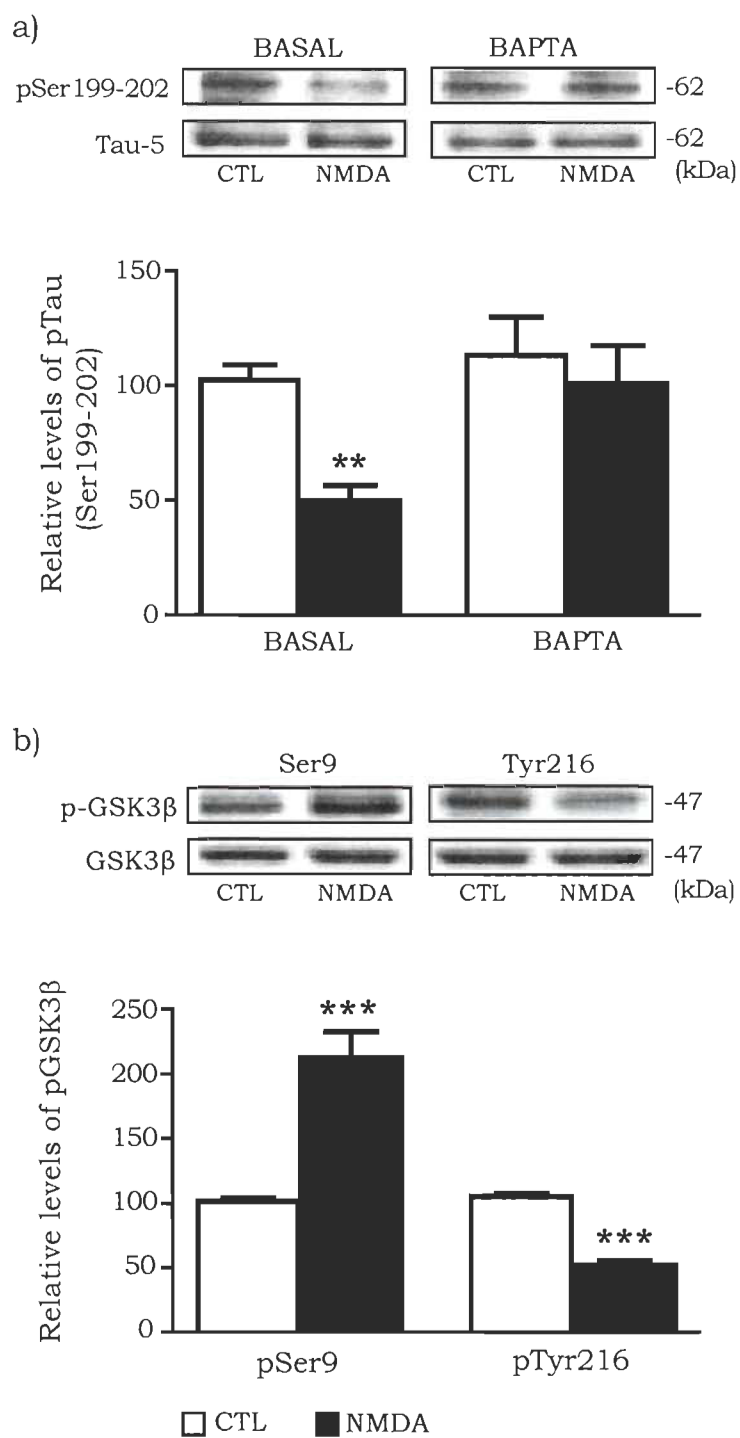 a)
BASAL BAPTA
pSer199-202 -62
Tau-5 -62
CTL NMDA CTL NMDA (kDa)
Relative levels of pTau
(Ser199-202)
150
100
**
50
0
BASAL BAPTA
b)
Ser9 Tyr216
p-GSK3β -47
GSK3β -47
CTL NMDA CTL NMDA (kDa)
Relative levels of pGSK3β
250
***
200
150
100
***
50
0
pSer9 pTyr216
CTL NMDA